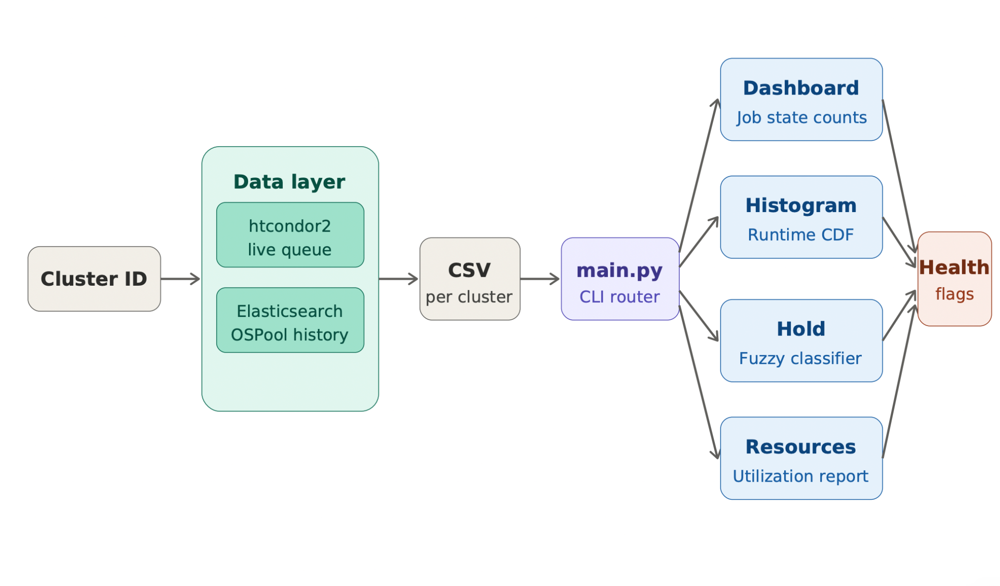 Cluster ID
Data layer
htcondor2
live queue
Elasticsearch
OSPool history
CSV
per cluster
main.py
CLI router
Dashboard
Job state counts
Histogram
Runtime CDF
Hold
Fuzzy classifier
Resources
Utilization report
Health
flags